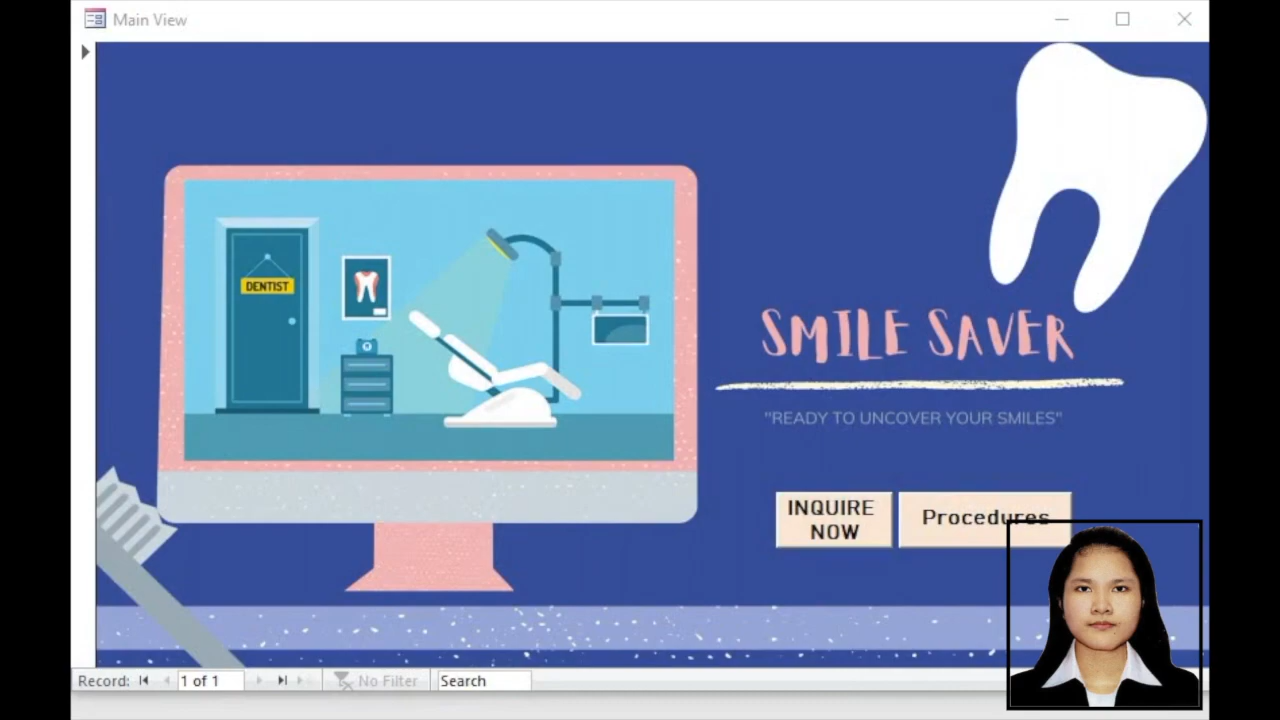 Main View
DENTIST
SMILE SAVER
"READY TO UNCOVER YOUR SMILES"
INQUIRE
NOW
Procedures
Record:
1 of 1
No Filter
Search